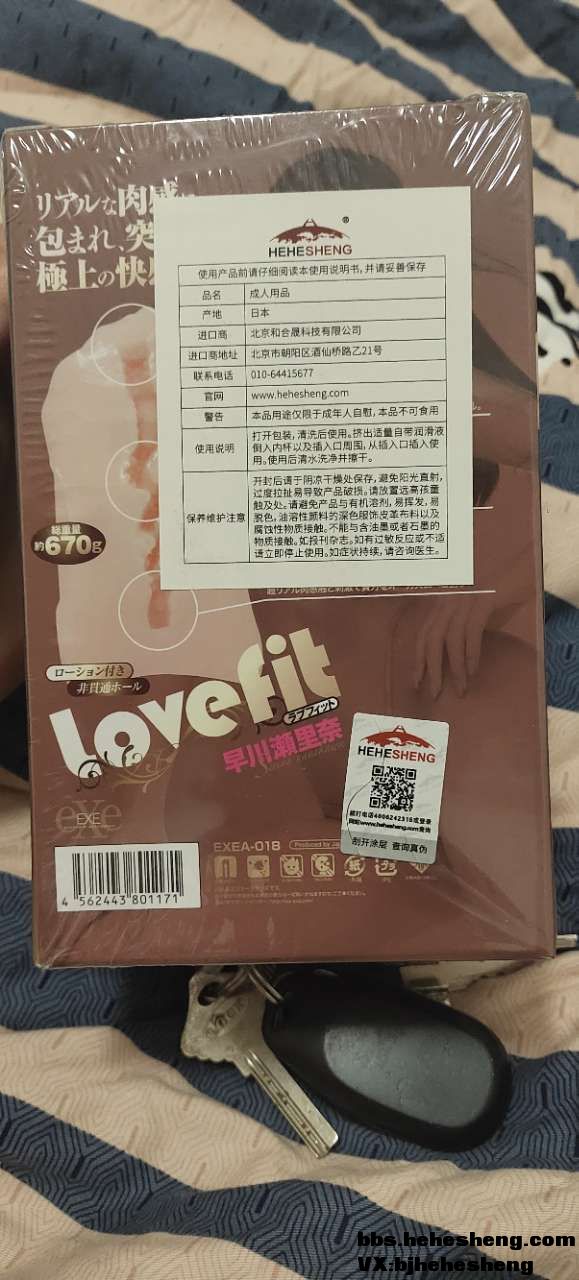 リアルな肉感
包まれ、突
極上の快
HEHESHENG
®
使用产品前请仔细阅读本使用说明书,并请妥善保存
品名 成人用品
产地 日本
进口商 北京和合晟科技有限公司
进口商地址 北京市朝阳区酒仙桥路乙21号
联系电话 010-64415677
官网 www.hehesheng.com
警告 本品用途仅限于成年人自慰,本品不可食用
使用说明
打开包装,清洗后使用。挤出适量自带润滑液
倒入内杯以及插入口周围,从插入口插入使
用。使用后清水洗净并擦干。
保养维护注意
开封后请于阴凉干燥处保存,避免阳光直射,
过度拉扯易导致产品破损。请放置远离孩童
触及处。请避免产品与有机溶剂,易挥发,易
脱色,油溶性颜料的深色服饰皮革布料以及
腐蚀性物质接触。不能与含油墨或者石墨的
物质接触。如报刊杂志。如有过敏反应或不适
请立即停止使用。如症状持续,请咨询医生。
総重量
約670g
ローション付き
非貫通ホール
Lovefit
ラブフィット
早川瀬里奈
eXe
EXE
HEHESHENG
刮开涂层 查询真伪
EXEA-018
4 562443 801171
bbs.hehesheng.com
VX:bjhehesheng